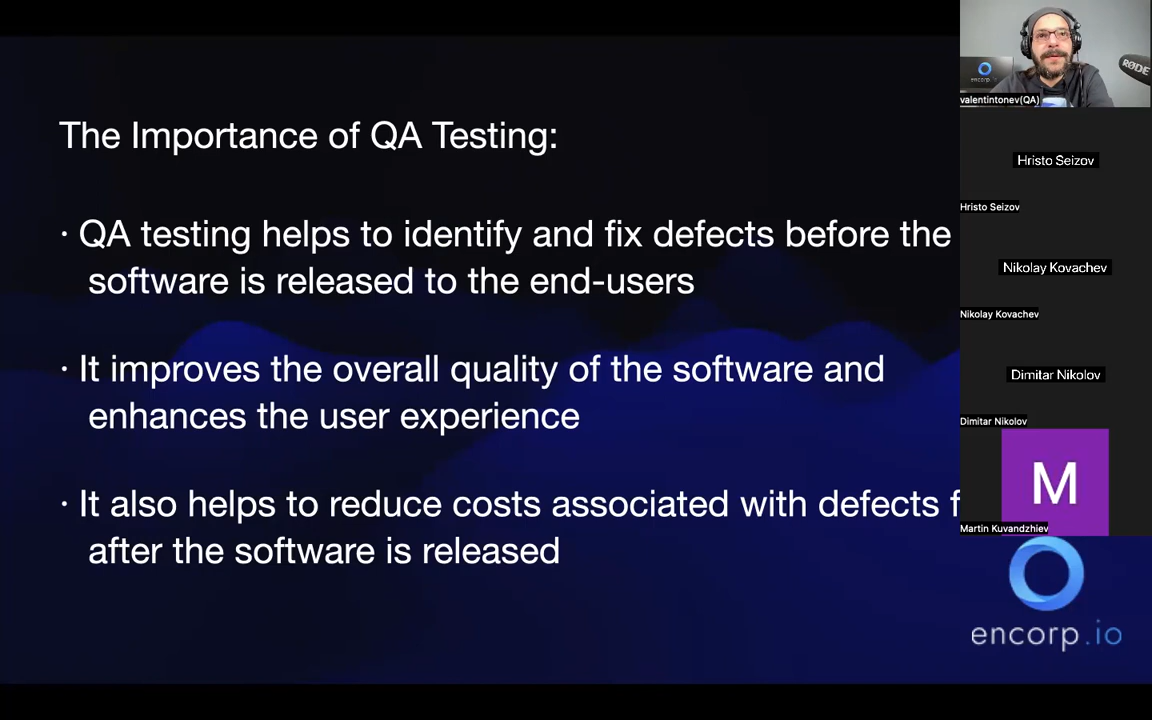 The Importance of QA Testing:
· QA testing helps to identify and fix defects before the
software is released to the end-users
· It improves the overall quality of the software and
enhances the user experience
· It also helps to reduce costs associated with defects f
after the software is released
RØDE
encorp.io
valentintonev(QA)
Hristo Seizov
Hristo Seizov
Nikolay Kovachev
Nikolay Kovachev
Dimitar Nikolov
Dimitar Nikolov
M
Martin Kuvandzhiev
encorp.io